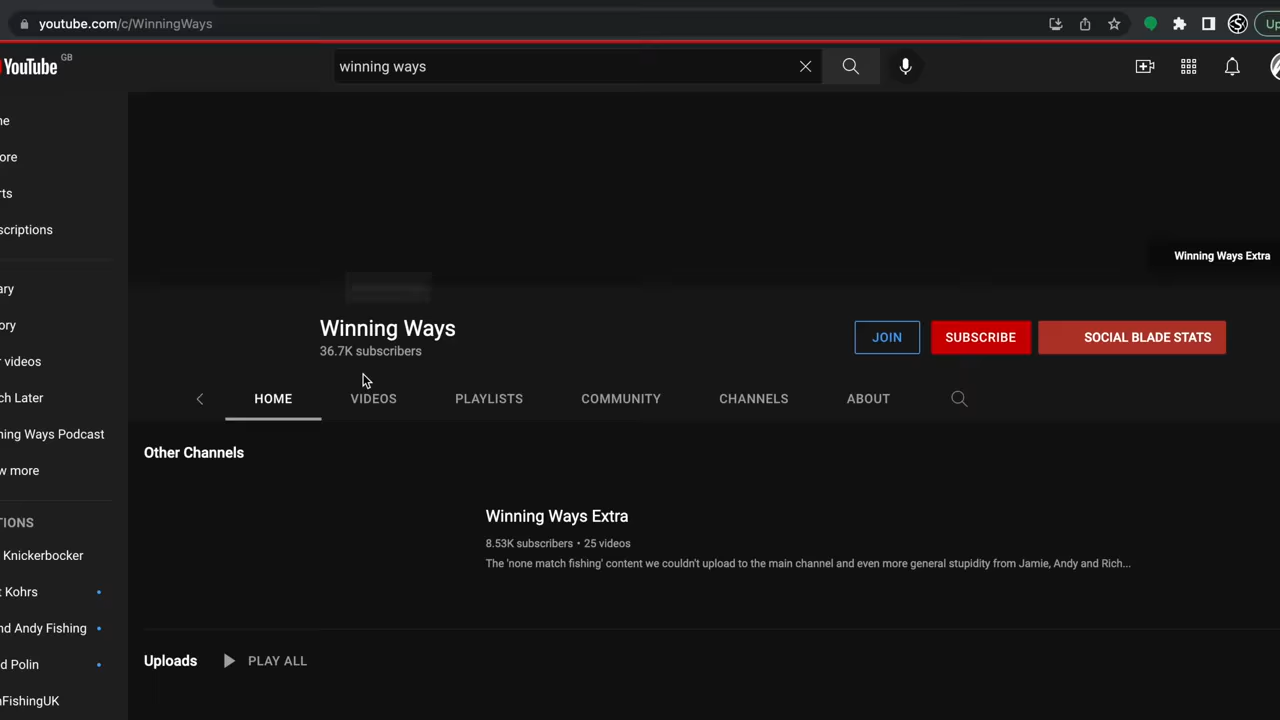 youtube.com/c/WinningWays
Up
YouTube GB
winning ways
ne
ore
rts
scriptions
ary
ory
r videos
ch Later
ning Ways Podcast
w more
TIONS
Knickerbocker
t Kohrs
nd Andy Fishing
d Polin
nFishingUK
Winning Ways Extra
Winning Ways
36.7K subscribers
JOIN
SUBSCRIBE
SOCIAL BLADE STATS
HOME
VIDEOS
PLAYLISTS
COMMUNITY
CHANNELS
ABOUT
Other Channels
Winning Ways Extra
8.53K subscribers • 25 videos
The 'none match fishing' content we couldn't upload to the main channel and even more general stupidity from Jamie, Andy and Rich...
Uploads
PLAY ALL